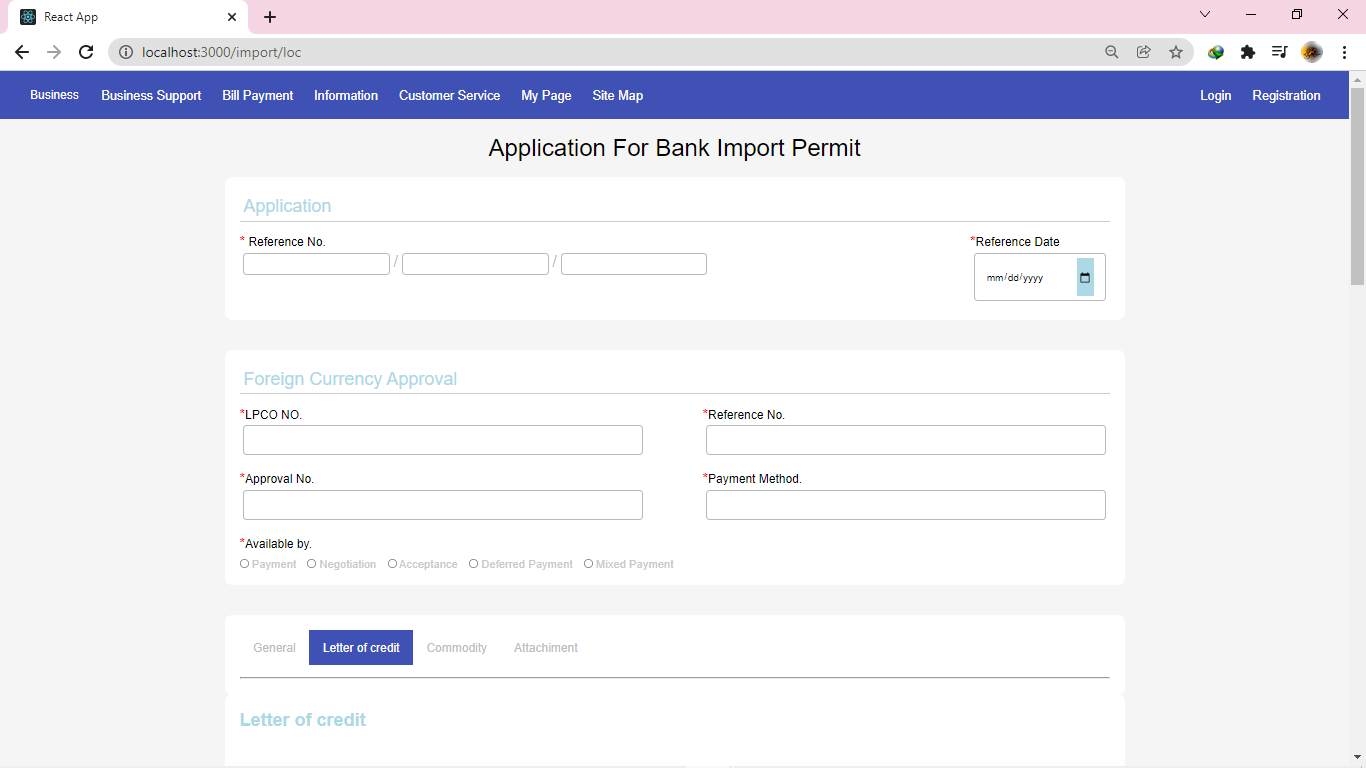 React App
localhost:3000/import/loc
Business Business Support Bill Payment Information Customer Service My Page Site Map Login Registration
Application For Bank Import Permit
Application
* Reference No. *Reference Date
/ / mm/dd/yyyy
Foreign Currency Approval
*LPCO NO. *Reference No.
*Approval No. *Payment Method.
*Available by.
Payment Negotiation Acceptance Deferred Payment Mixed Payment
General Letter of credit Commodity Attachiment
Letter of credit